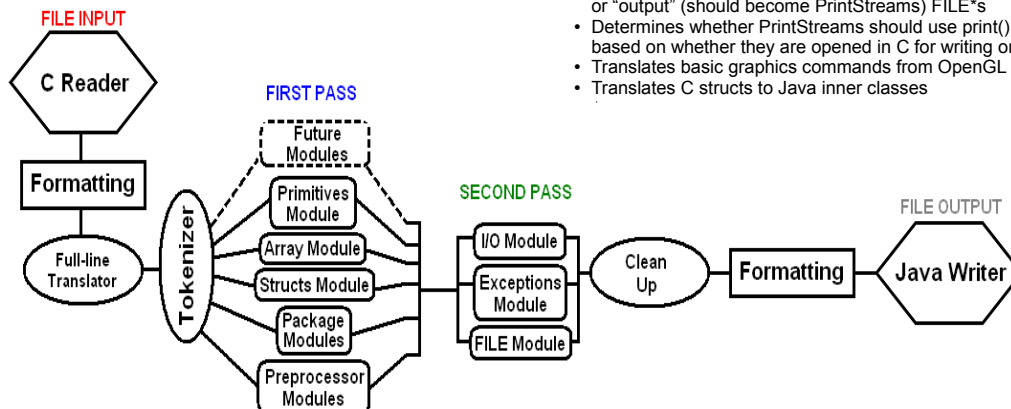 or “output” (should become PrintStreams) FILE*s
• Determines whether PrintStreams should use print()
based on whether they are opened in C for writing or
• Translates basic graphics commands from OpenGL
• Translates C structs to Java inner classes
FILE INPUT
C Reader
Formatting
Full-line
Translator
Tokenizer
FIRST PASS
Future
Modules
Primitives
Module
Array Module
Structs Module
Package
Modules
Preprocessor
Modules
SECOND PASS
I/O Module
Exceptions
Module
FILE Module
Clean
Up
Formatting
FILE OUTPUT
Java Writer